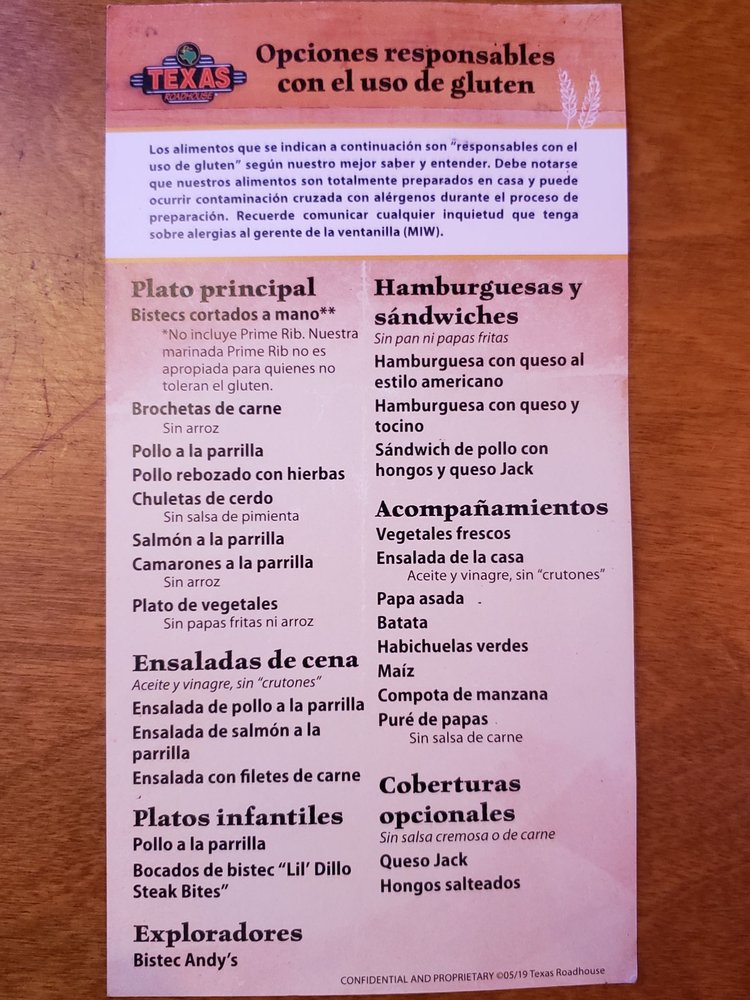 TEXAS
ROADHOUSE
Opciones responsables
con el uso de gluten
Los alimentos que se indican a continuación son "responsables con el
uso de gluten" según nuestro mejor saber y entender. Debe notarse
que nuestros alimentos son totalmente preparados en casa y puede
ocurrir contaminación cruzada con alérgenos durante el proceso de
preparación. Recuerde comunicar cualquier inquietud que tenga
sobre alergias al gerente de la ventanilla (MIW).
Plato principal
Bistecs cortados a mano**
*No incluye Prime Rib. Nuestra
marinada Prime Rib no es
apropiada para quienes no
toleran el gluten.
Brochetas de carne
Sin arroz
Pollo a la parrilla
Pollo rebozado con hierbas
Chuletas de cerdo
Sin salsa de pimienta
Salmón a la parrilla
Camarones a la parrilla
Sin arroz
Plato de vegetales
Sin papas fritas ni arroz
Ensaladas de cena
Aceite y vinagre, sin "crutones"
Ensalada de pollo a la parrilla
Ensalada de salmón a la
parrilla
Ensalada con filetes de carne
Platos infantiles
Pollo a la parrilla
Bocados de bistec "Lil' Dillo
Steak Bites"
Exploradores
Bistec Andy's
Hamburguesas y
sándwiches
Sin pan ni papas fritas
Hamburguesa con queso al
estilo americano
Hamburguesa con queso y
tocino
Sándwich de pollo con
hongos y queso Jack
Acompañamientos
Vegetales frescos
Ensalada de la casa
Aceite y vinagre, sin "crutones"
Papa asada
Batata
Habichuelas verdes
Maíz
Compota de manzana
Puré de papas
Sin salsa de carne
Coberturas
opcionales
Sin salsa cremosa o de carne
Queso Jack
Hongos salteados
CONFIDENTIAL AND PROPRIETARY ©05/19 Texas Roadhouse